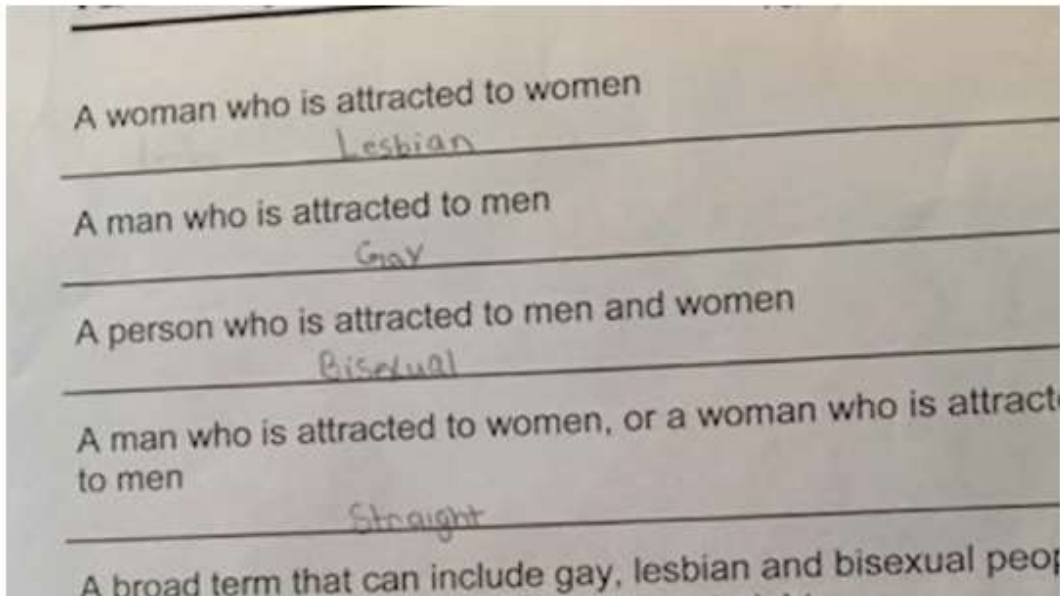 A woman who is attracted to women
Lesbian
A man who is attracted to men
Gay
A person who is attracted to men and women
Bisexual
A man who is attracted to women, or a woman who is
to men
Straight
A broad term that can include gay, lesbian and bisexual